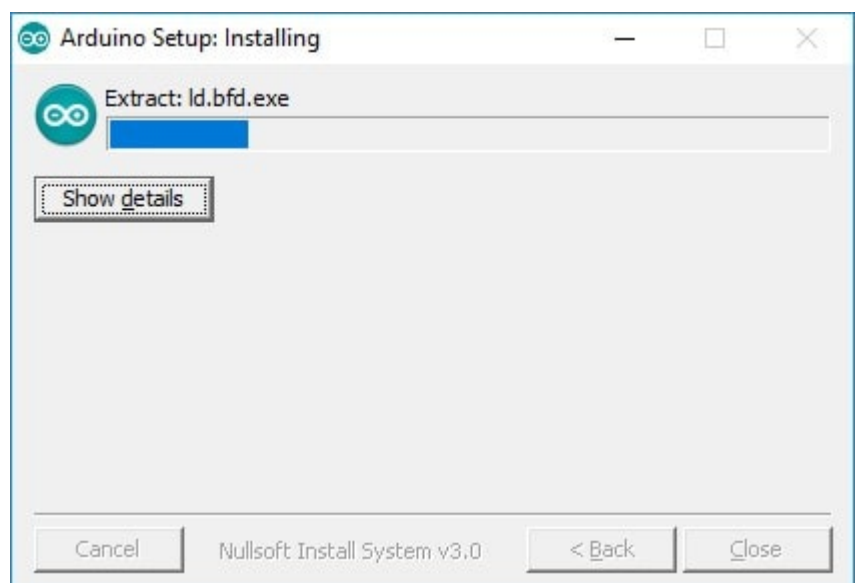 Arduino Setup: Installing
Extract: ld.bfd.exe
Show details
Cancel
Nullsoft Install System v3.0
< Back
Close